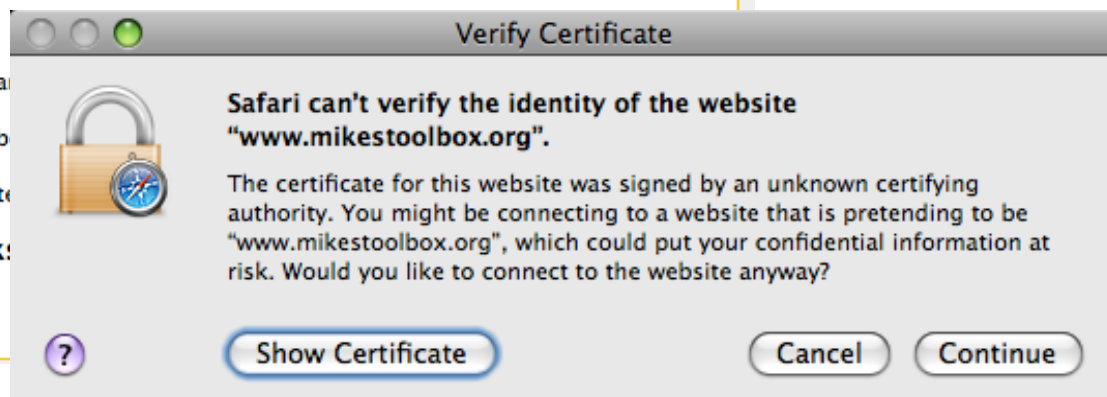 Verify Certificate
Safari can't verify the identity of the website
“www.mikestoolbox.org”.
The certificate for this website was signed by an unknown certifying
authority. You might be connecting to a website that is pretending to be
“www.mikestoolbox.org”, which could put your confidential information at
risk. Would you like to connect to the website anyway?
?
Show Certificate
Cancel
Continue